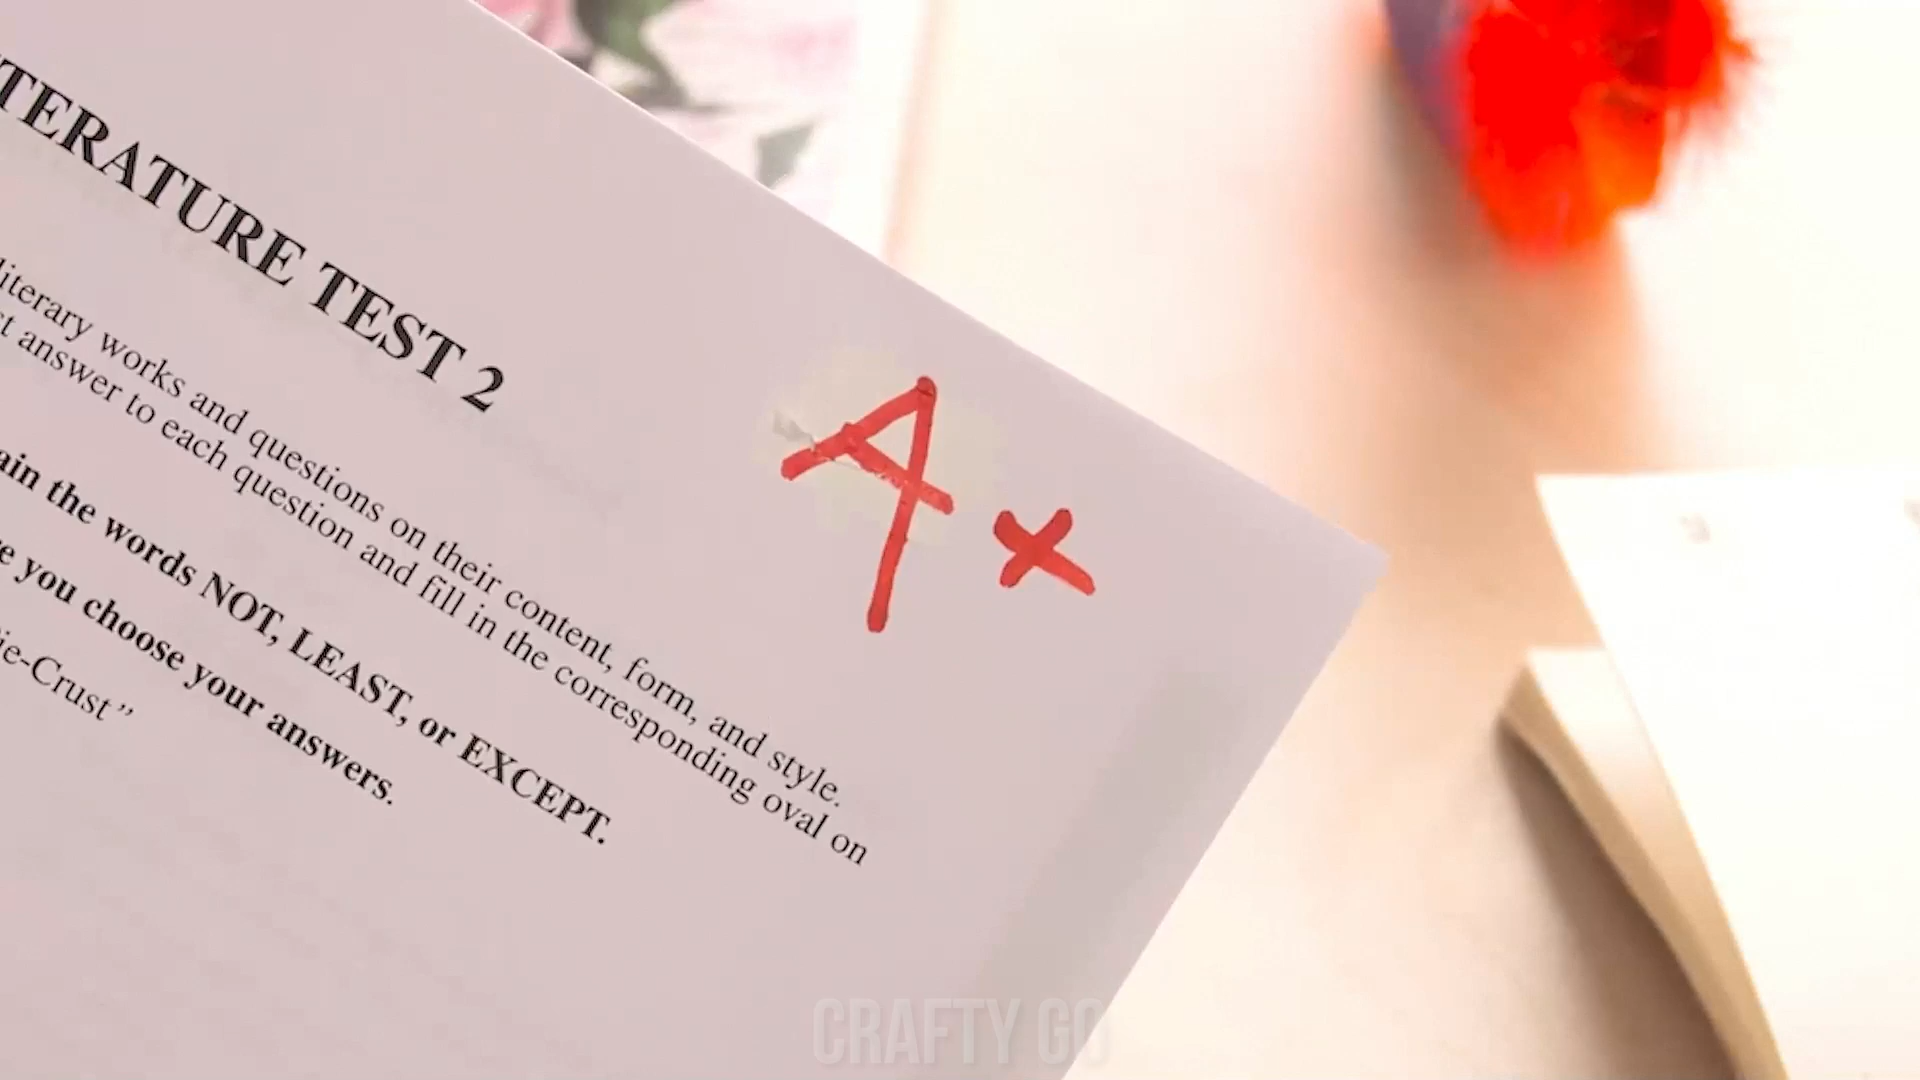 TERATURE TEST 2
A+
literary works and questions on their content, form, and style.
answer to each question and fill in the corresponding oval on
the words NOT, LEAST, or EXCEPT.
you choose your answers.
ie-Crust”
CRAFTY GO